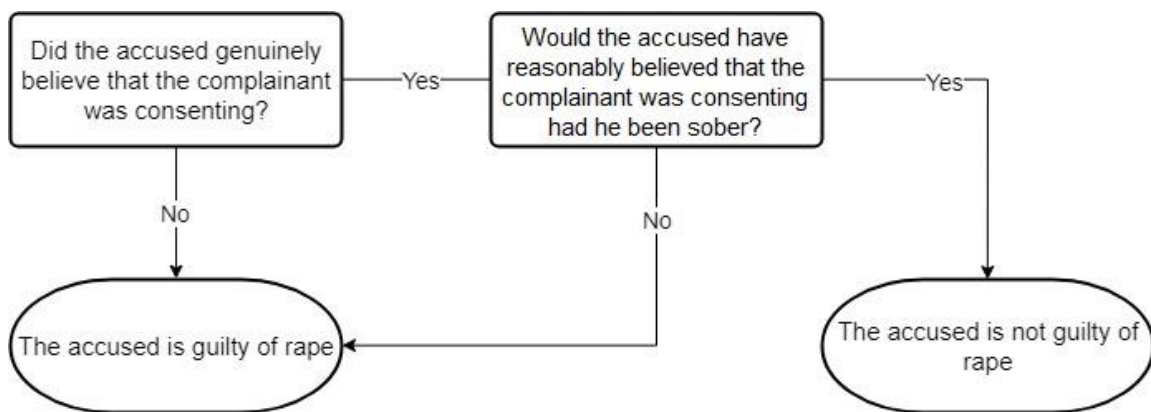 Did the accused genuinely
believe that the complainant
was consenting?
Yes
Would the accused have
reasonably believed that the
complainant was consenting
had he been sober?
Yes
No
No
The accused is guilty of rape
The accused is not guilty of
rape